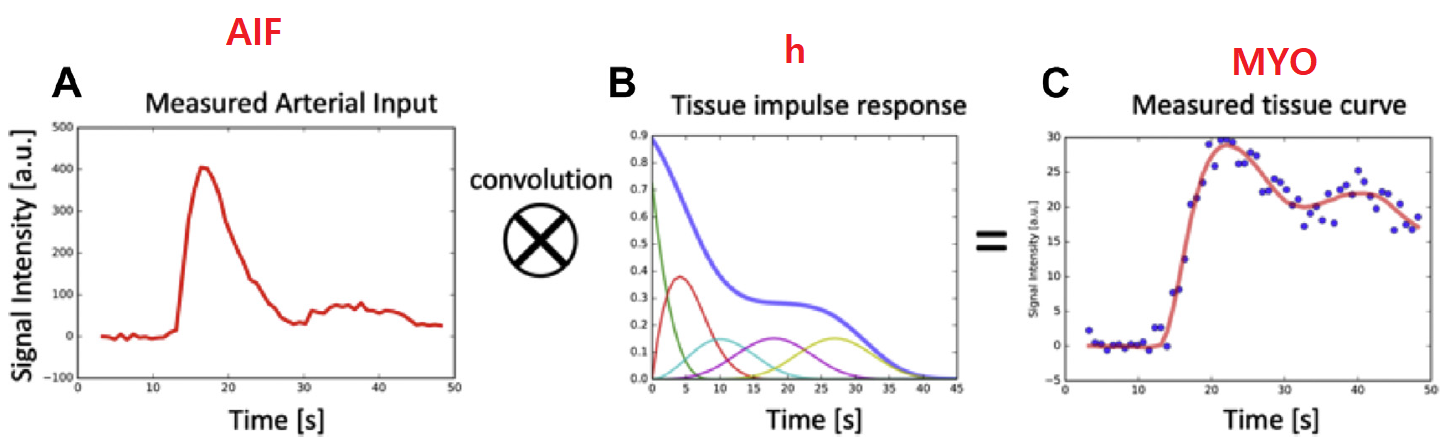 AIF
h
MYO
A
B
C
Measured Arterial Input
Tissue impulse response
Measured tissue curve
convolution
=
Signal Intensity [a.u.]
500
400
300
200
100
0
−100
0 10 20 30 40 50
Time [s]
0.9
0.8
0.7
0.6
0.5
0.4
0.3
0.2
0.1
0.0
0 5 10 15 20 25 30 35 40 45
Time [s]
Signal Intensity [a.u.]
30
25
20
15
10
5
0
−5
0 10 20 30 40 50
Time [s]